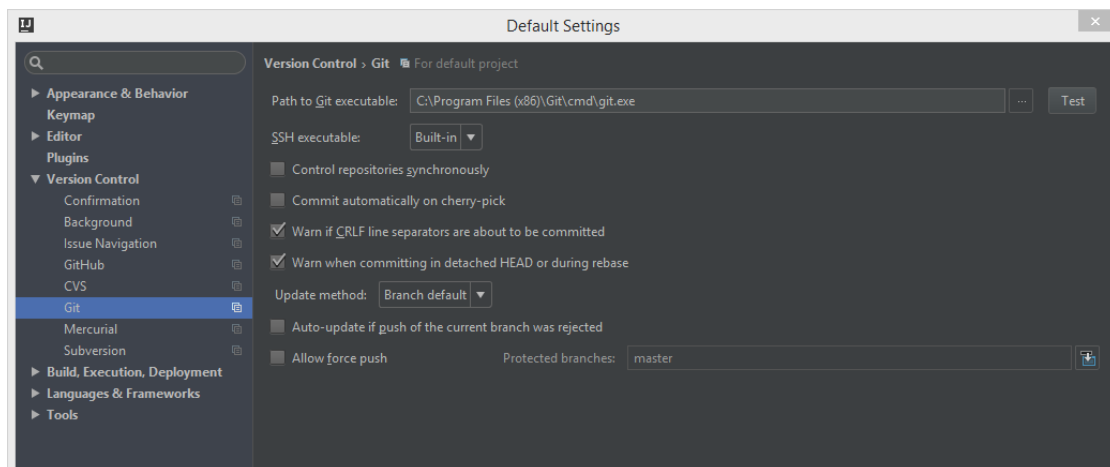 IJ
Default Settings
Appearance & Behavior
Keymap
Editor
Plugins
Version Control
Confirmation
Background
Issue Navigation
GitHub
CVS
Git
Mercurial
Subversion
Build, Execution, Deployment
Languages & Frameworks
Tools
Version Control › Git For default project
Path to Git executable: C:\Program Files (x86)\Git\cmd\git.exe ... Test
SSH executable: Built-in
Control repositories synchronously
Commit automatically on cherry-pick
Warn if CRLF line separators are about to be committed
Warn when committing in detached HEAD or during rebase
Update method: Branch default
Auto-update if push of the current branch was rejected
Allow force push Protected branches: master